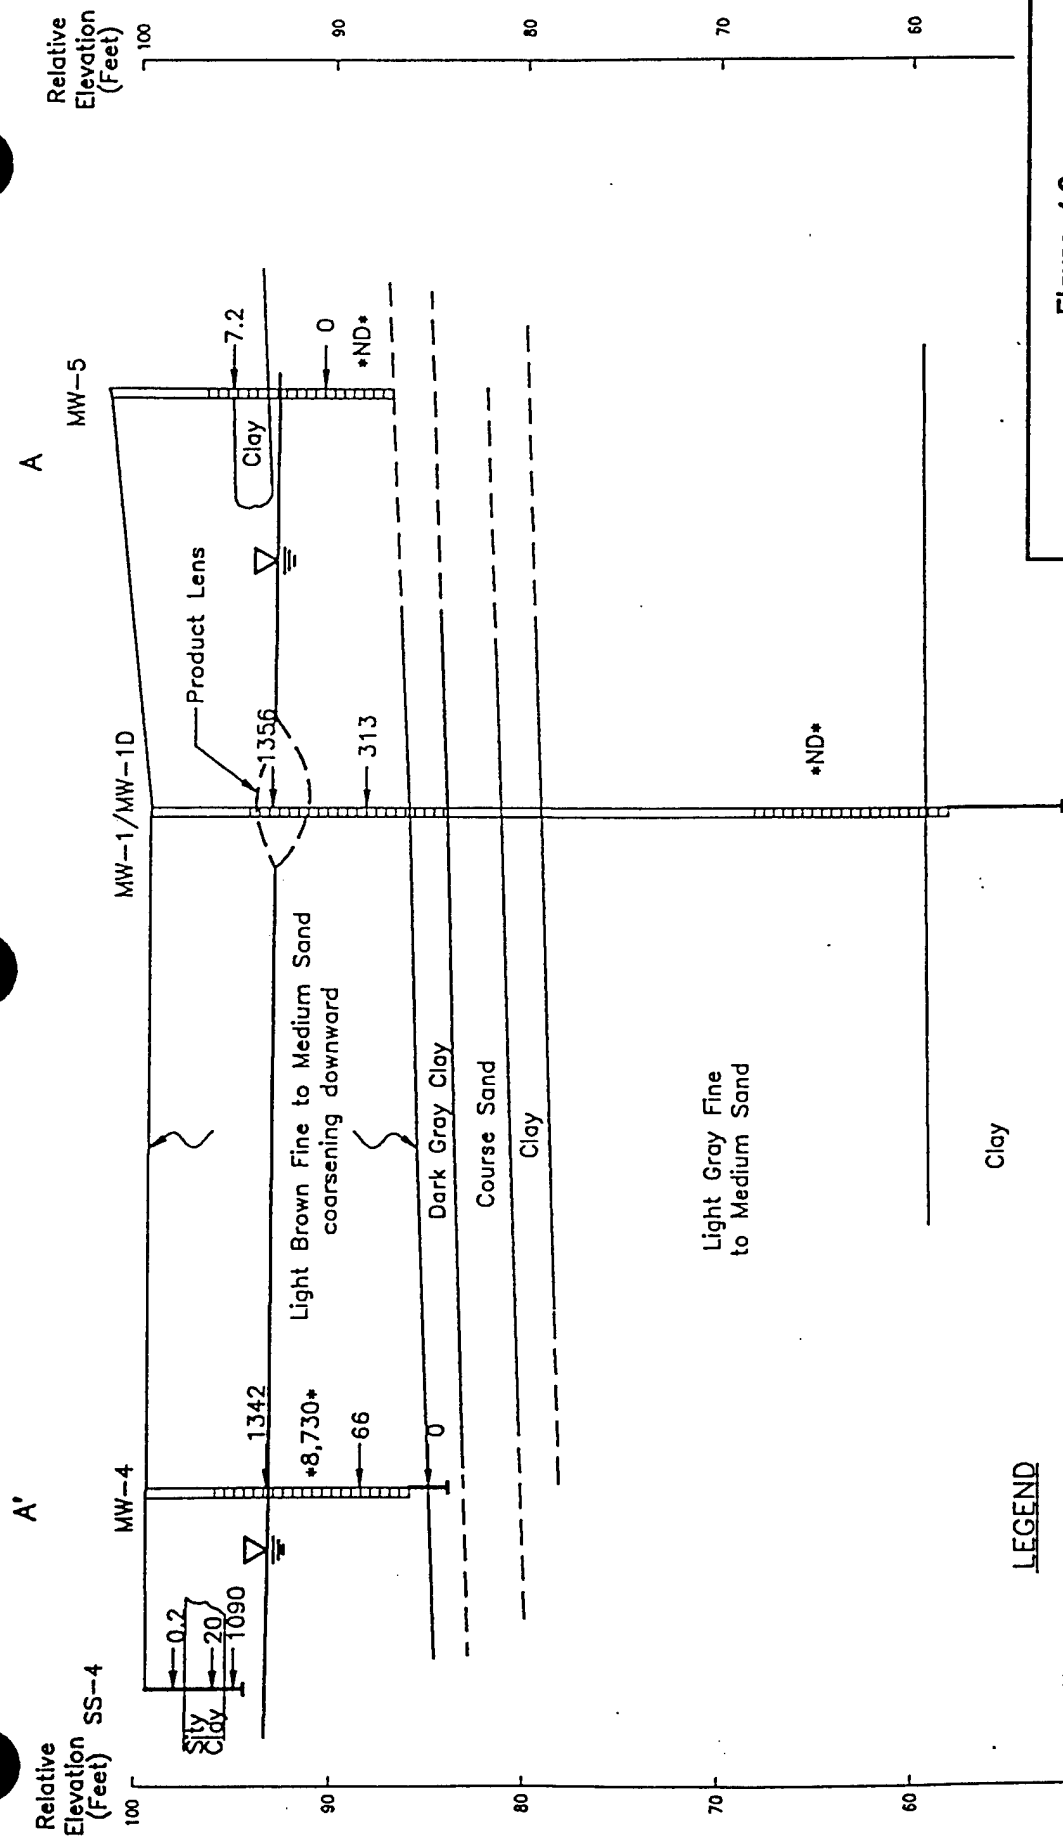 A'
A
Relative
Elevation
(Feet)
SS-4
MW-4
MW-1/MW-1D
MW-5
Relative
Elevation
(Feet)
100
90
80
70
60
0.2
Silty
Clay
20
1090
1342
*8,730*
66
0
Light Brown Fine to Medium Sand
coarsening downward
Product Lens
1356
313
Clay
7.2
0
*ND*
Dark Gray Clay
Course Sand
Clay
Light Gray Fine
to Medium Sand
*ND*
Clay
100
90
80
70
60
LEGEND